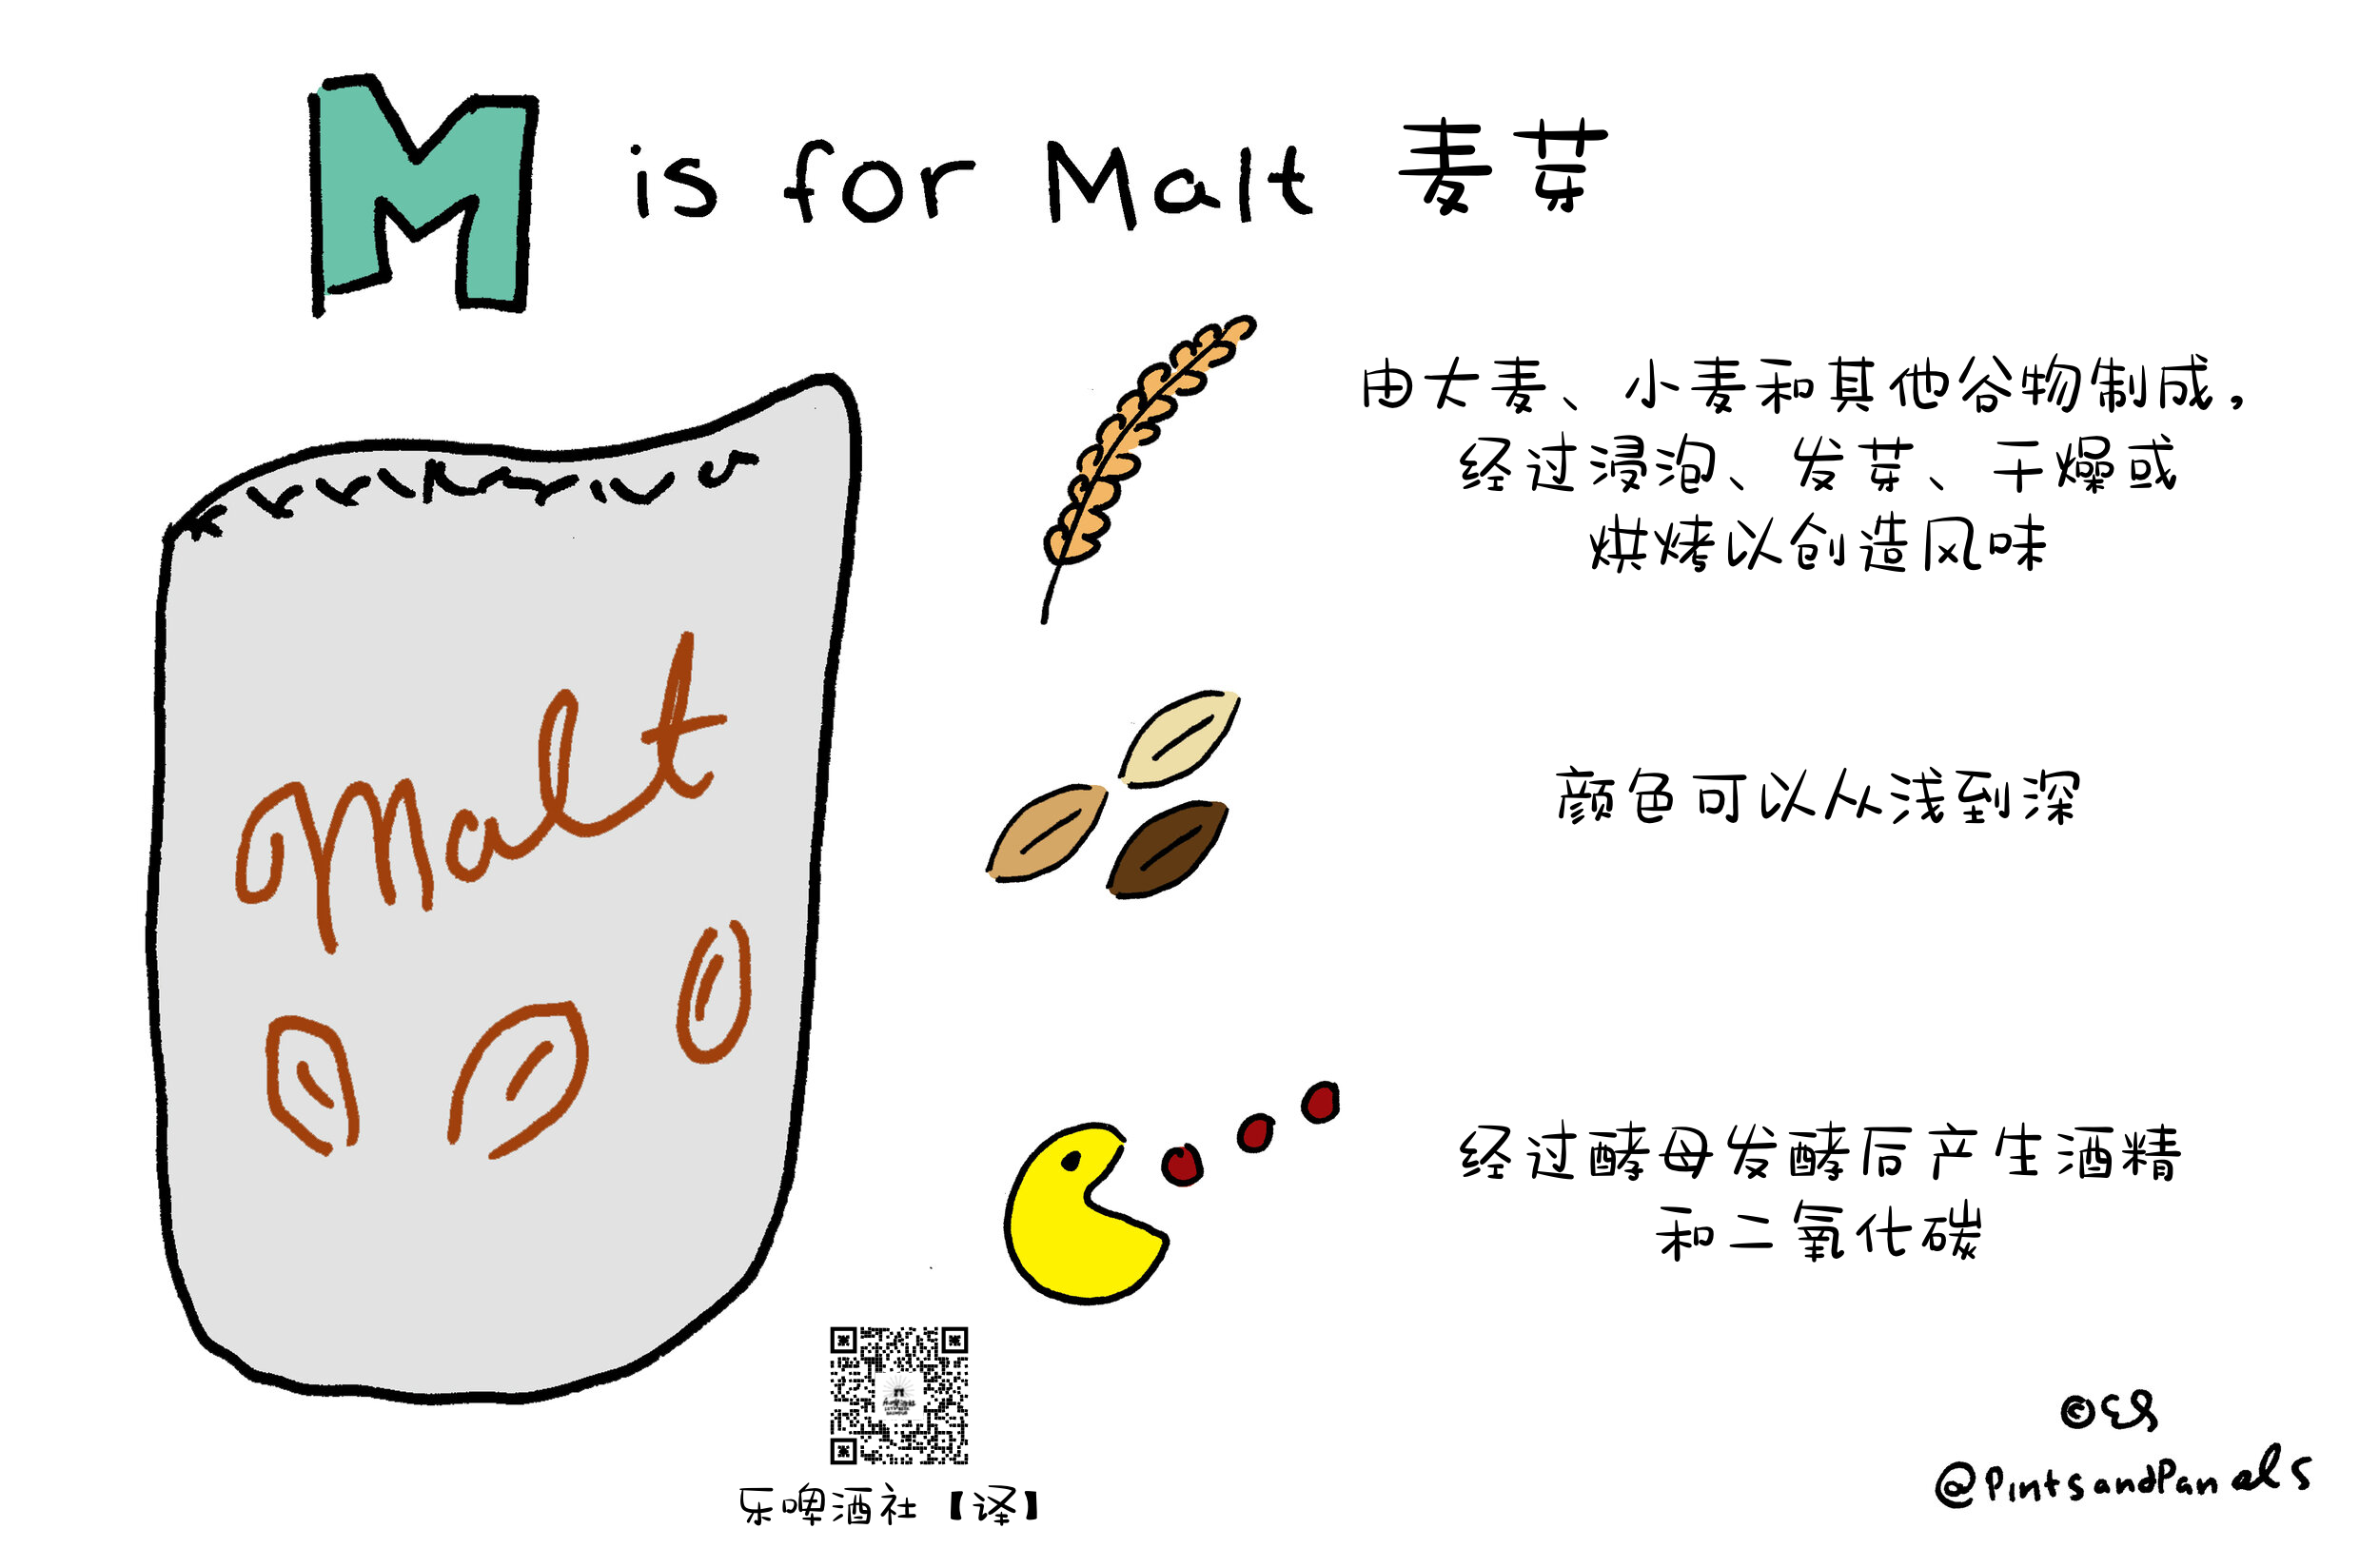 M is for Malt 麦芽
由大麦、小麦和其他谷物制成，
经过浸泡、发芽、干燥或
烘烤以创造风味
Malt
颜色可以从浅到深
经过酵母发酵后产生酒精
和二氧化碳
©ES
@PintsandPanels
乐啤酒社【译】